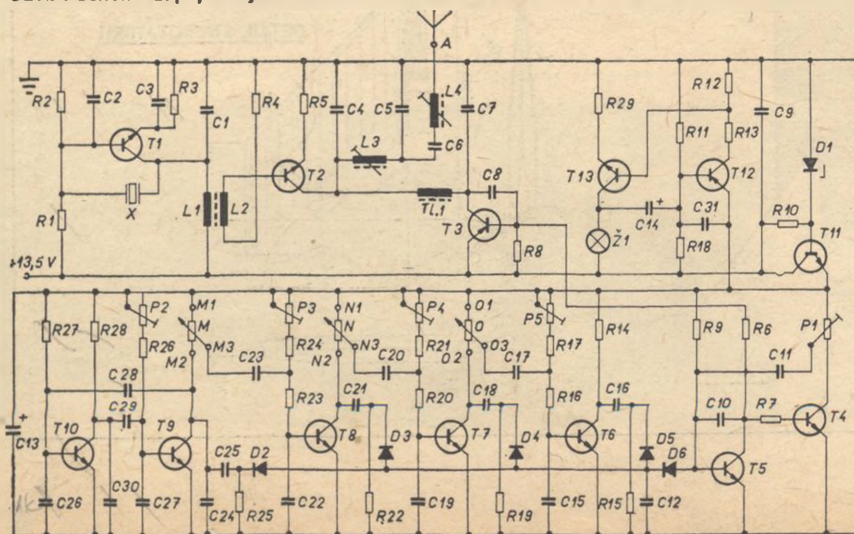 A
R2
C2
C3
R3
C1
R4
R5
C4
C5
L4
C7
R29
R12
C9
T1
L3
C6
R11
R13
D1
X
L1
L2
T2
TL.1
C8
T3
R8
T13
C14
+
T12
C31
R10
T11
R1
Ž1
R18
+13,5V
R27
R28
P2
R26
M1
M
M2
M3
P3
R24
N1
N
N2
N3
P4
R21
O1
O
O2
O3
P5
R17
R14
R9
R6
P1
C28
C29
C23
R23
C20
C21
R20
C17
C18
R16
C16
C11
C10
R7
T4
+
C13
T10
T9
C25
D2
T8
D3
T7
D4
T6
D5
D6
T5
C26
C30
C27
C24
R25
C22
R22
C19
R19
C15
R15
C12